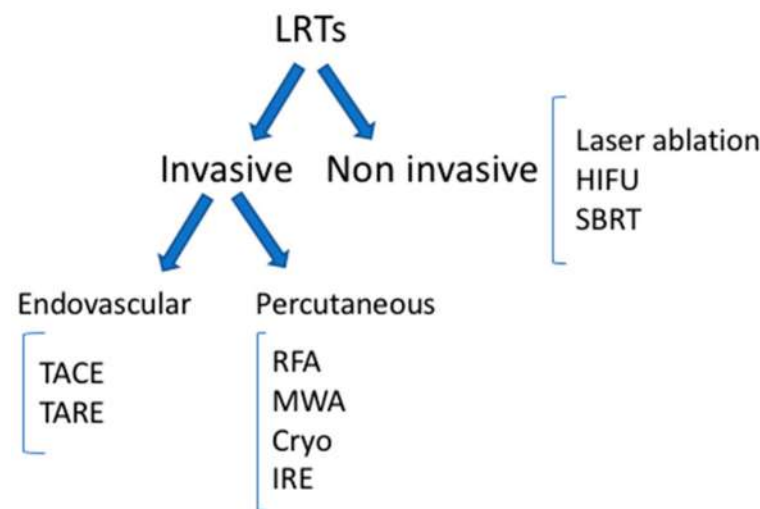 LRTs
Invasive
Non invasive
Laser ablation
HIFU
SBRT
Endovascular
TACE
TARE
Percutaneous
RFA
MWA
Cryo
IRE